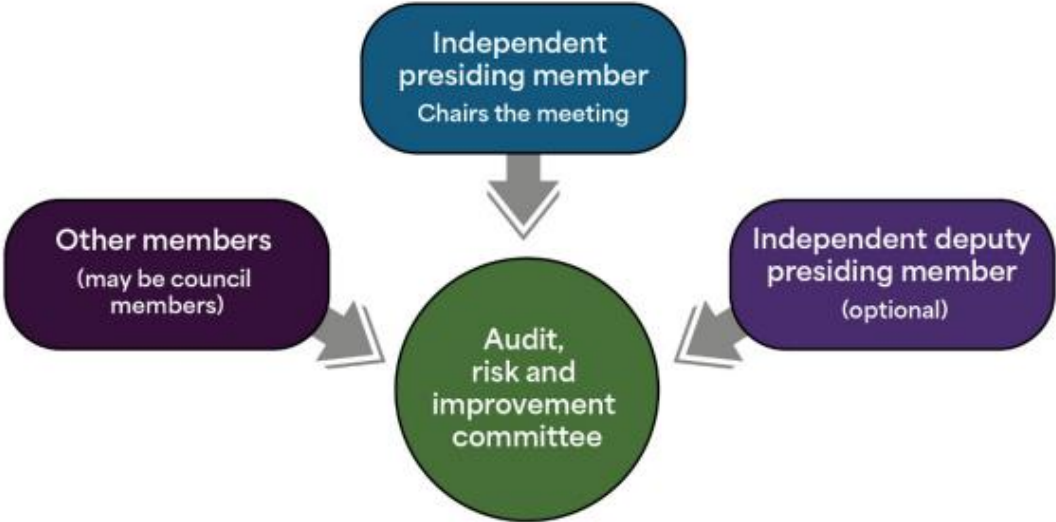 Independent
presiding member
Chairs the meeting
Other members
(may be council
members)
Independent deputy
presiding member
(optional)
Audit,
risk and
improvement
committee